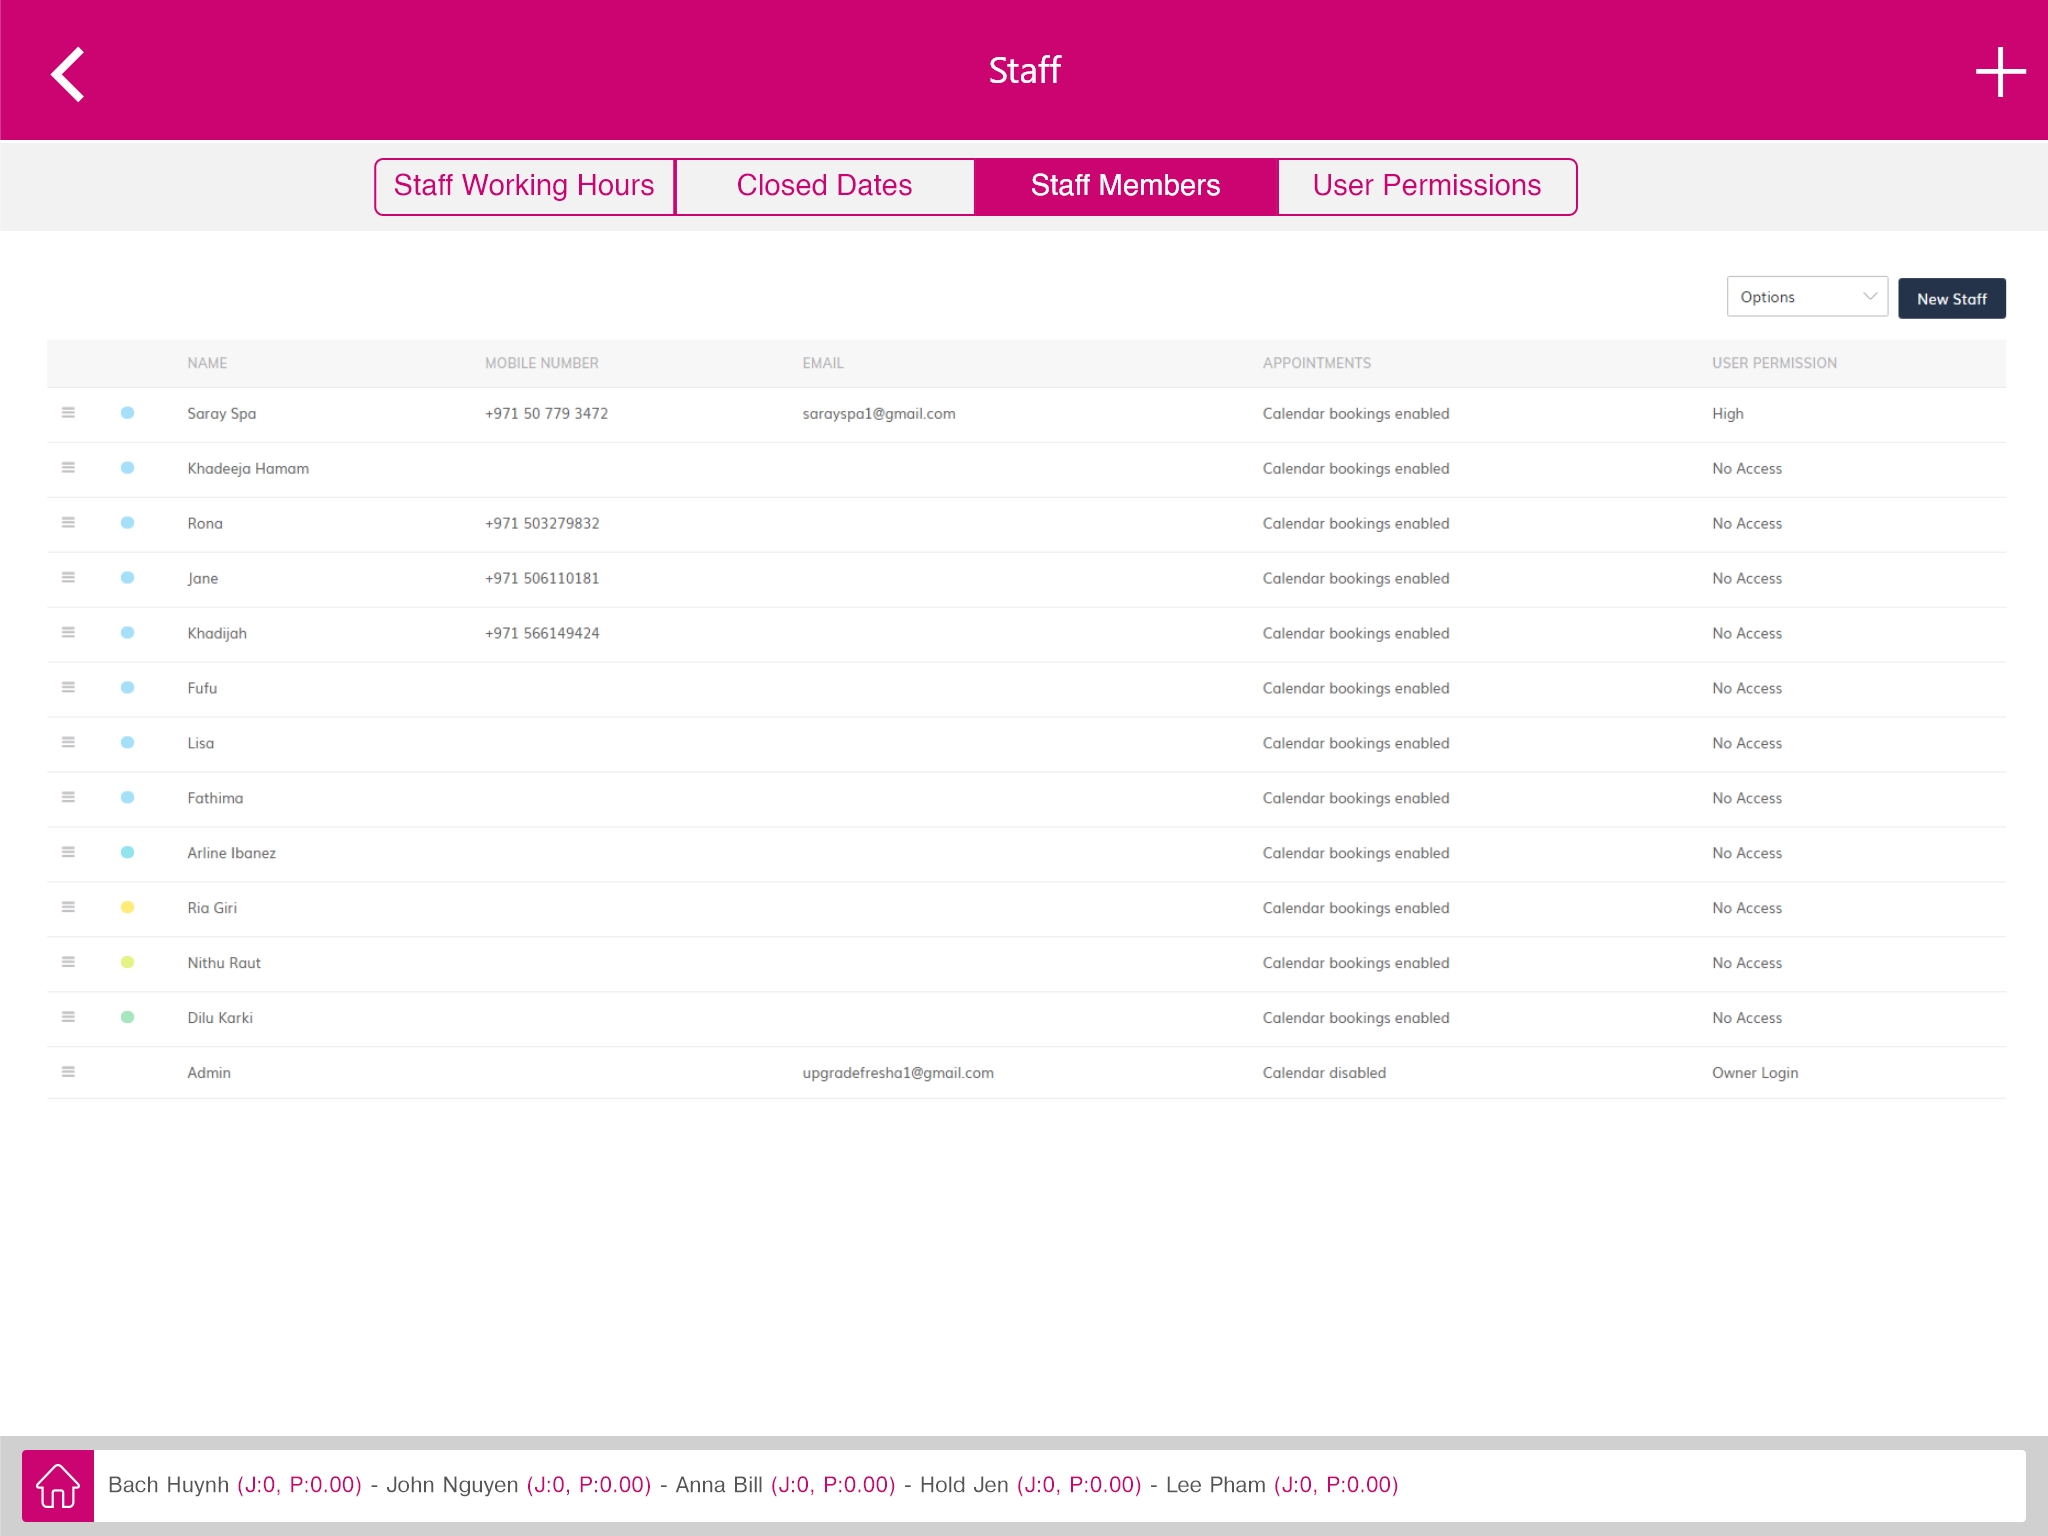 Staff
Staff Working Hours Closed Dates Staff Members User Permissions
Options New Staff
NAME MOBILE NUMBER EMAIL APPOINTMENTS USER PERMISSION
Saray Spa +971 50 779 3472 sarayspa1@gmail.com Calendar bookings enabled High
Khadeeja Hamam Calendar bookings enabled No Access
Rona +971 503279832 Calendar bookings enabled No Access
Jane +971 506110181 Calendar bookings enabled No Access
Khadijah +971 566149424 Calendar bookings enabled No Access
Fufu Calendar bookings enabled No Access
Lisa Calendar bookings enabled No Access
Fathima Calendar bookings enabled No Access
Arline Ibanez Calendar bookings enabled No Access
Ria Giri Calendar bookings enabled No Access
Nithu Raut Calendar bookings enabled No Access
Dilu Karki Calendar bookings enabled No Access
Admin upgradefresha1@gmail.com Calendar disabled Owner Login
Bach Huynh (J:0, P:0.00) - John Nguyen (J:0, P:0.00) - Anna Bill (J:0, P:0.00) - Hold Jen (J:0, P:0.00) - Lee Pham (J:0, P:0.00)